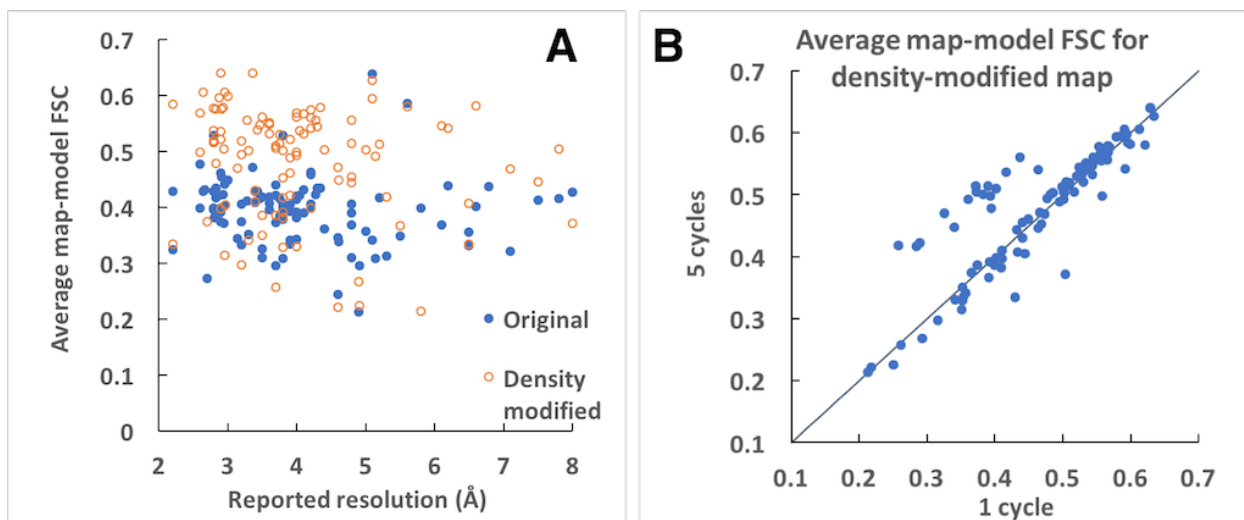 A
0.7
0.6
0.5
0.4
0.3
0.2
0.1
0
Average map-model FSC
Original
Density
modified
2 3 4 5 6 7 8
Reported resolution (Å)
B
Average map-model FSC for
density-modified map
0.7
0.6
0.5
0.4
0.3
0.2
0.1
5 cycles
0.1 0.2 0.3 0.4 0.5 0.6 0.7
1 cycle